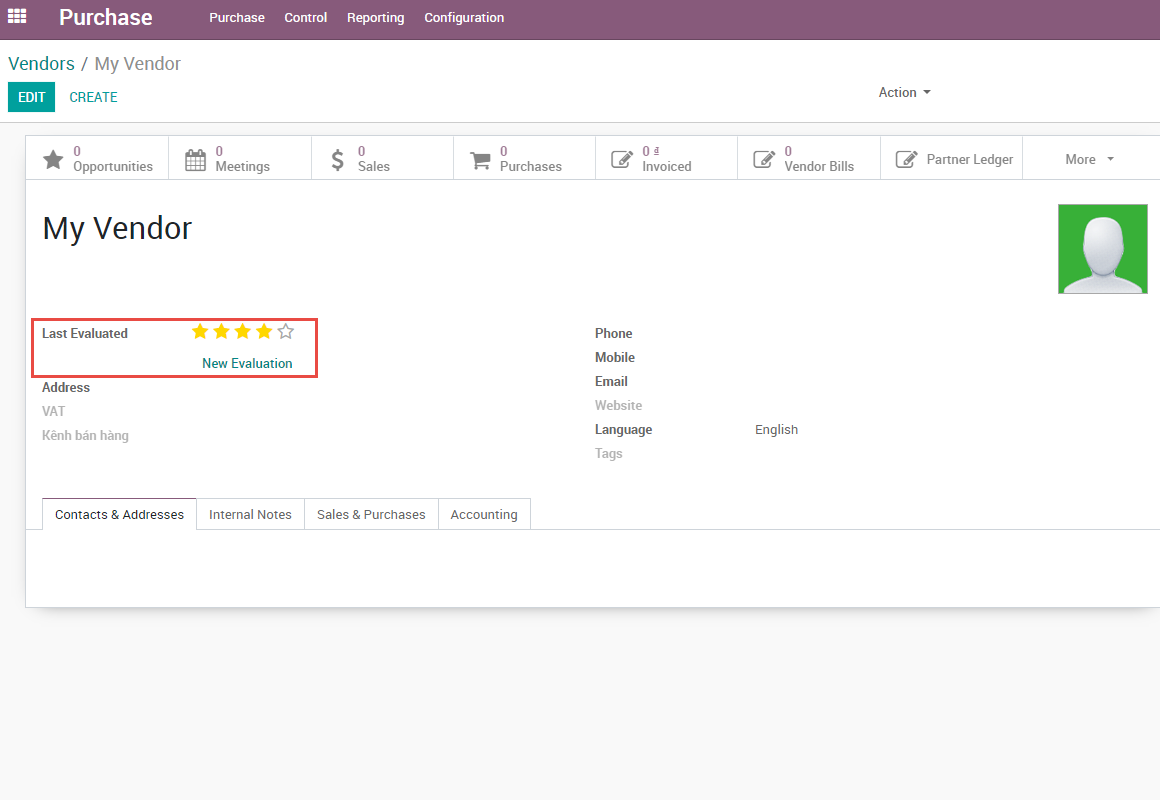 Purchase Purchase Control Reporting Configuration
Vendors / My Vendor
EDIT CREATE Action
0 Opportunities
0 Meetings
0 Sales
0 Purchases
0 ₫ Invoiced
0 Vendor Bills
Partner Ledger
More
My Vendor
Last Evaluated
New Evaluation
Address
VAT
Kênh bán hàng
Phone
Mobile
Email
Website
Language English
Tags
Contacts & Addresses Internal Notes Sales & Purchases Accounting